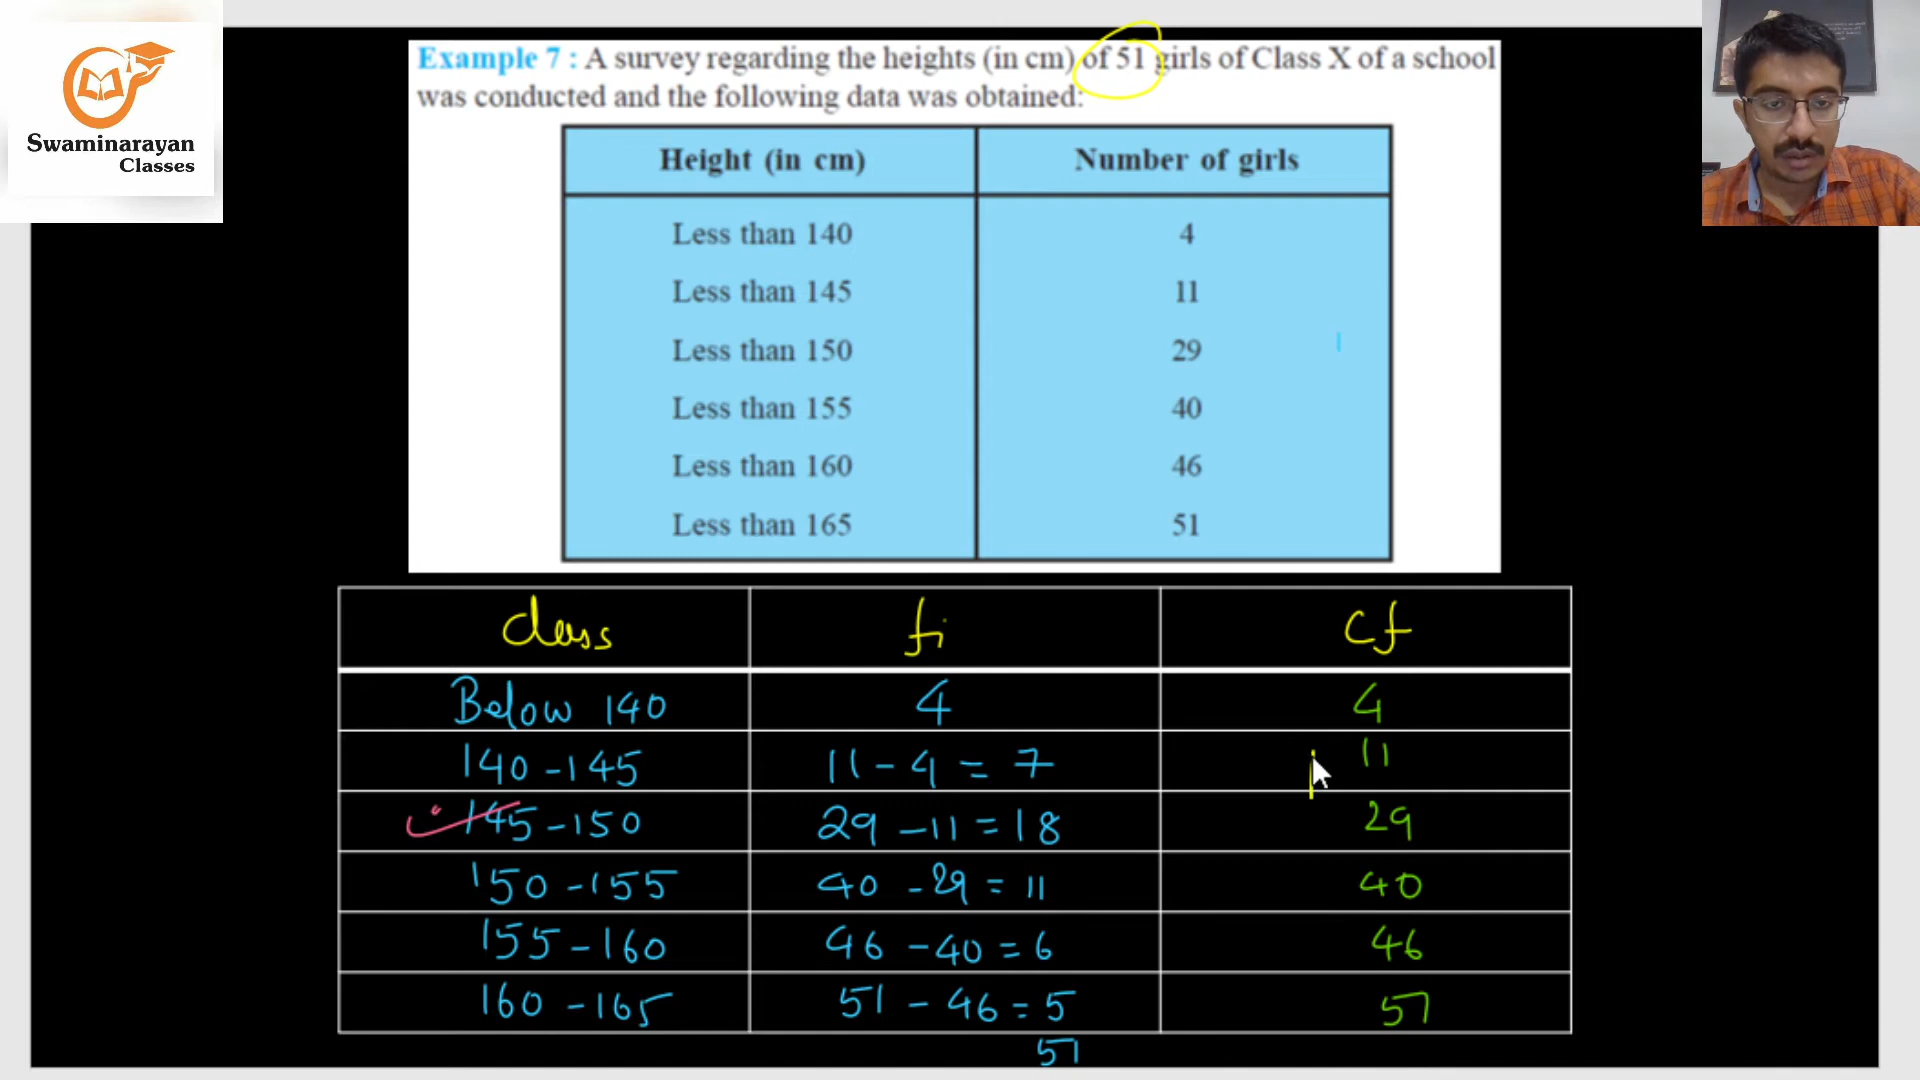 Swaminarayan
Classes
Example 7 : A survey regarding the heights (in cm) of 51 girls of Class X of a school
was conducted and the following data was obtained:
Height (in cm) Number of girls
Less than 140 4
Less than 145 11
Less than 150 29
Less than 155 40
Less than 160 46
Less than 165 51
class fi cf
Below 140 4 4
140 - 145 11 - 4 = 7 11
145 - 150 29 - 11 = 18 29
150 - 155 40 - 29 = 11 40
155 - 160 46 - 40 = 6 46
160 - 165 51 - 46 = 5 51
51